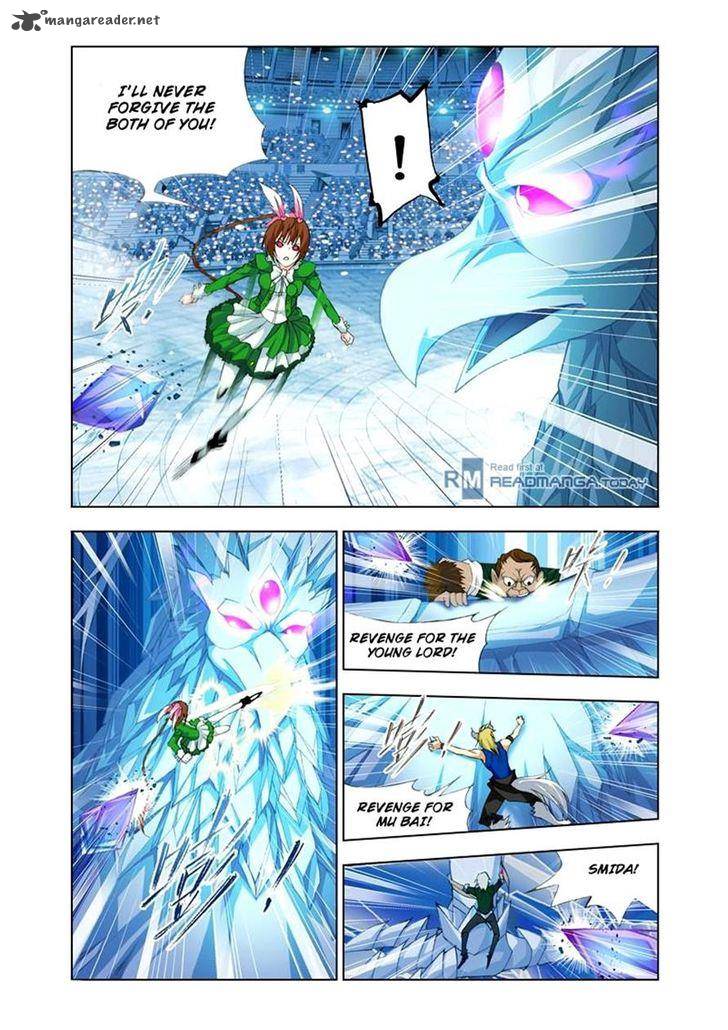 mangareader.net
I'LL NEVER
FORGIVE THE
BOTH OF YOU!
!
RM
Read first at
READMANGA.TODAY
REVENGE FOR THE
YOUNG LORD!
REVENGE FOR
MU BAI!
SMIDA!